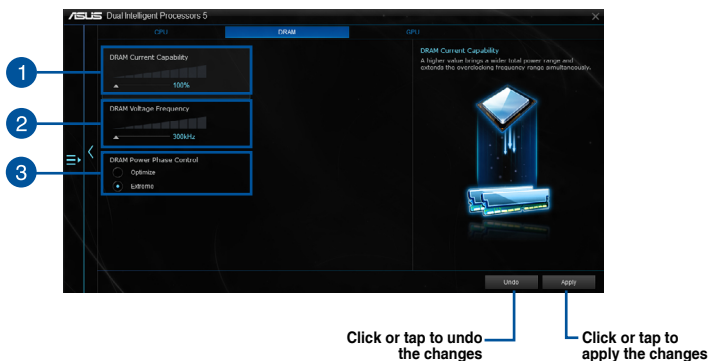 ASUS Dual Intelligent Processors 5
CPU DRAM GPU
1
DRAM Current Capability
100%
2
DRAM Voltage Frequency
300kHz
3
DRAM Power Phase Control
Optimize
Extreme
DRAM Current Capability
A higher value brings a wider total power range and
extends the overclocking frequency range simultaneously.
Undo Apply
Click or tap to undo
the changes
Click or tap to
apply the changes